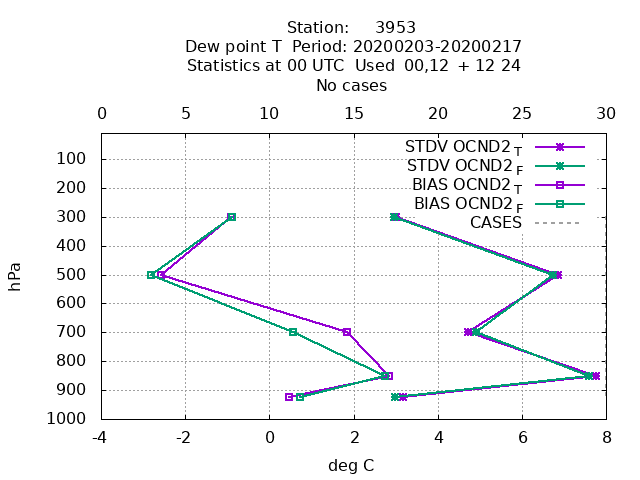 Station: 3953
Dew point T Period: 20200203-20200217
Statistics at 00 UTC Used 00,12 + 12 24
No cases
0 5 10 15 20 25 30
STDV OCND2 T
STDV OCND2 F
BIAS OCND2 T
BIAS OCND2 F
CASES
hPa
100
200
300
400
500
600
700
800
900
1000
-4 -2 0 2 4 6 8
deg C